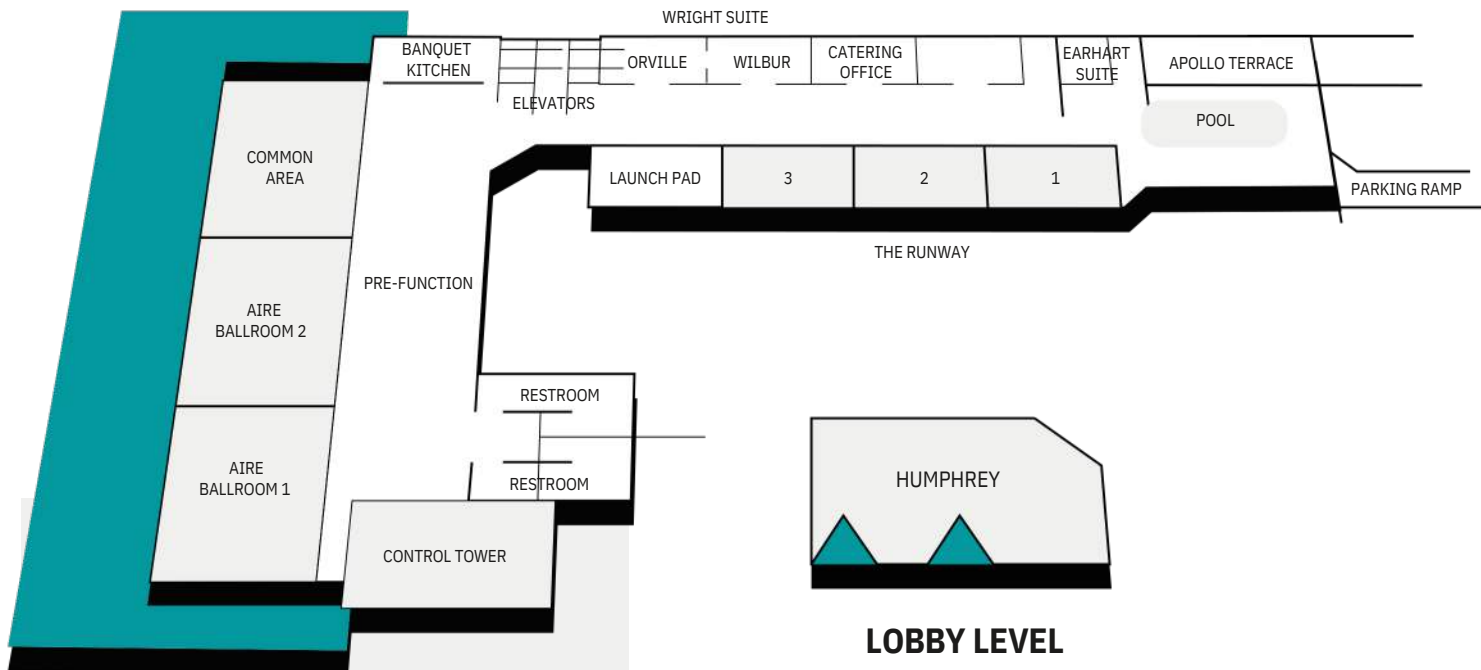 WRIGHT SUITE
BANQUET
KITCHEN
ORVILLE
WILBUR
CATERING
OFFICE
EARHART
SUITE
APOLLO TERRACE
ELEVATORS
POOL
COMMON
AREA
LAUNCH PAD
3
2
1
PARKING RAMP
THE RUNWAY
PRE-FUNCTION
AIRE
BALLROOM 2
RESTROOM
AIRE
BALLROOM 1
RESTROOM
HUMPHREY
CONTROL TOWER
LOBBY LEVEL